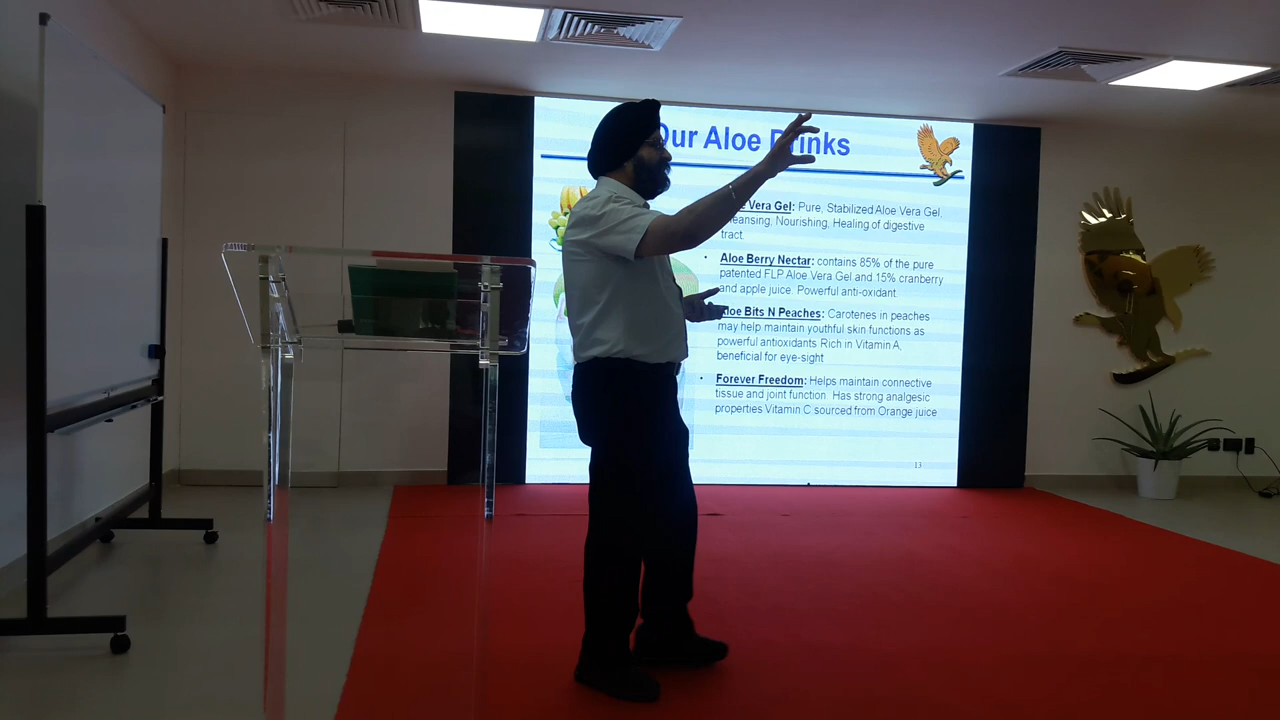 Our Aloe Drinks
Vera Gel: Pure, Stabilized Aloe Vera Gel,
Cleansing, Nourishing, Healing of digestive
tract.
• Aloe Berry Nectar: contains 85% of the pure
patented FLP Aloe Vera Gel and 15% cranberry
and apple juice. Powerful anti-oxidant.
Aloe Bits N Peaches: Carotenes in peaches
may help maintain youthful skin functions as
powerful antioxidants Rich in Vitamin A,
beneficial for eye-sight
• Forever Freedom: Helps maintain connective
tissue and joint function. Has strong analgesic
properties Vitamin C sourced from Orange juice
13